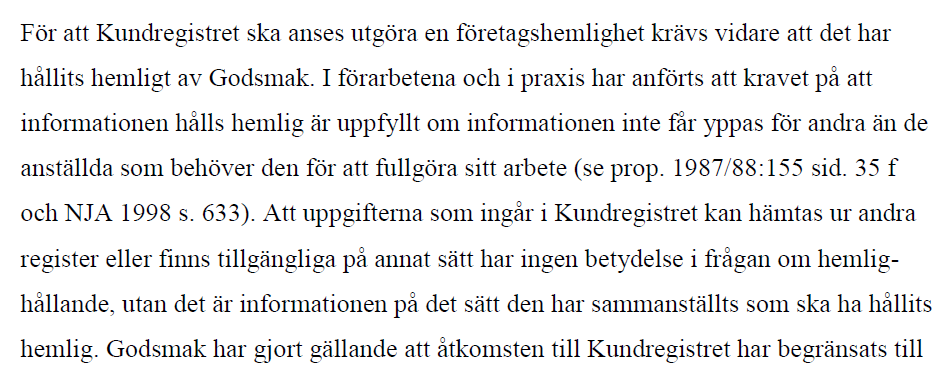 För att Kundregistret ska anses utgöra en företagshemlighet krävs vidare att det har
hållits hemligt av Godsmak. I förarbetena och i praxis har anförts att kravet på att
informationen hålls hemlig är uppfyllt om informationen inte får yppas för andra än de
anställda som behöver den för att fullgöra sitt arbete (se prop. 1987/88:155 sid. 35 f
och NJA 1998 s. 633). Att uppgifterna som ingår i Kundregistret kan hämtas ur andra
register eller finns tillgängliga på annat sätt har ingen betydelse i frågan om hemlig-
hållande, utan det är informationen på det sätt den har sammanställts som ska ha hållits
hemlig. Godsmak har gjort gällande att åtkomsten till Kundregistret har begränsats till